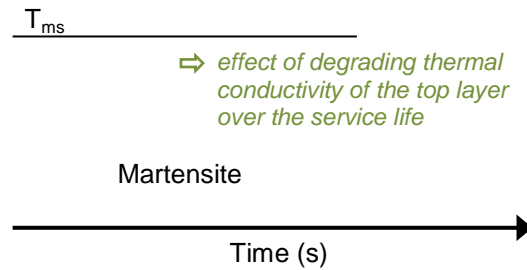 Tms
⇨ effect of degrading thermal
conductivity of the top layer
over the service life
Martensite
Time (s)